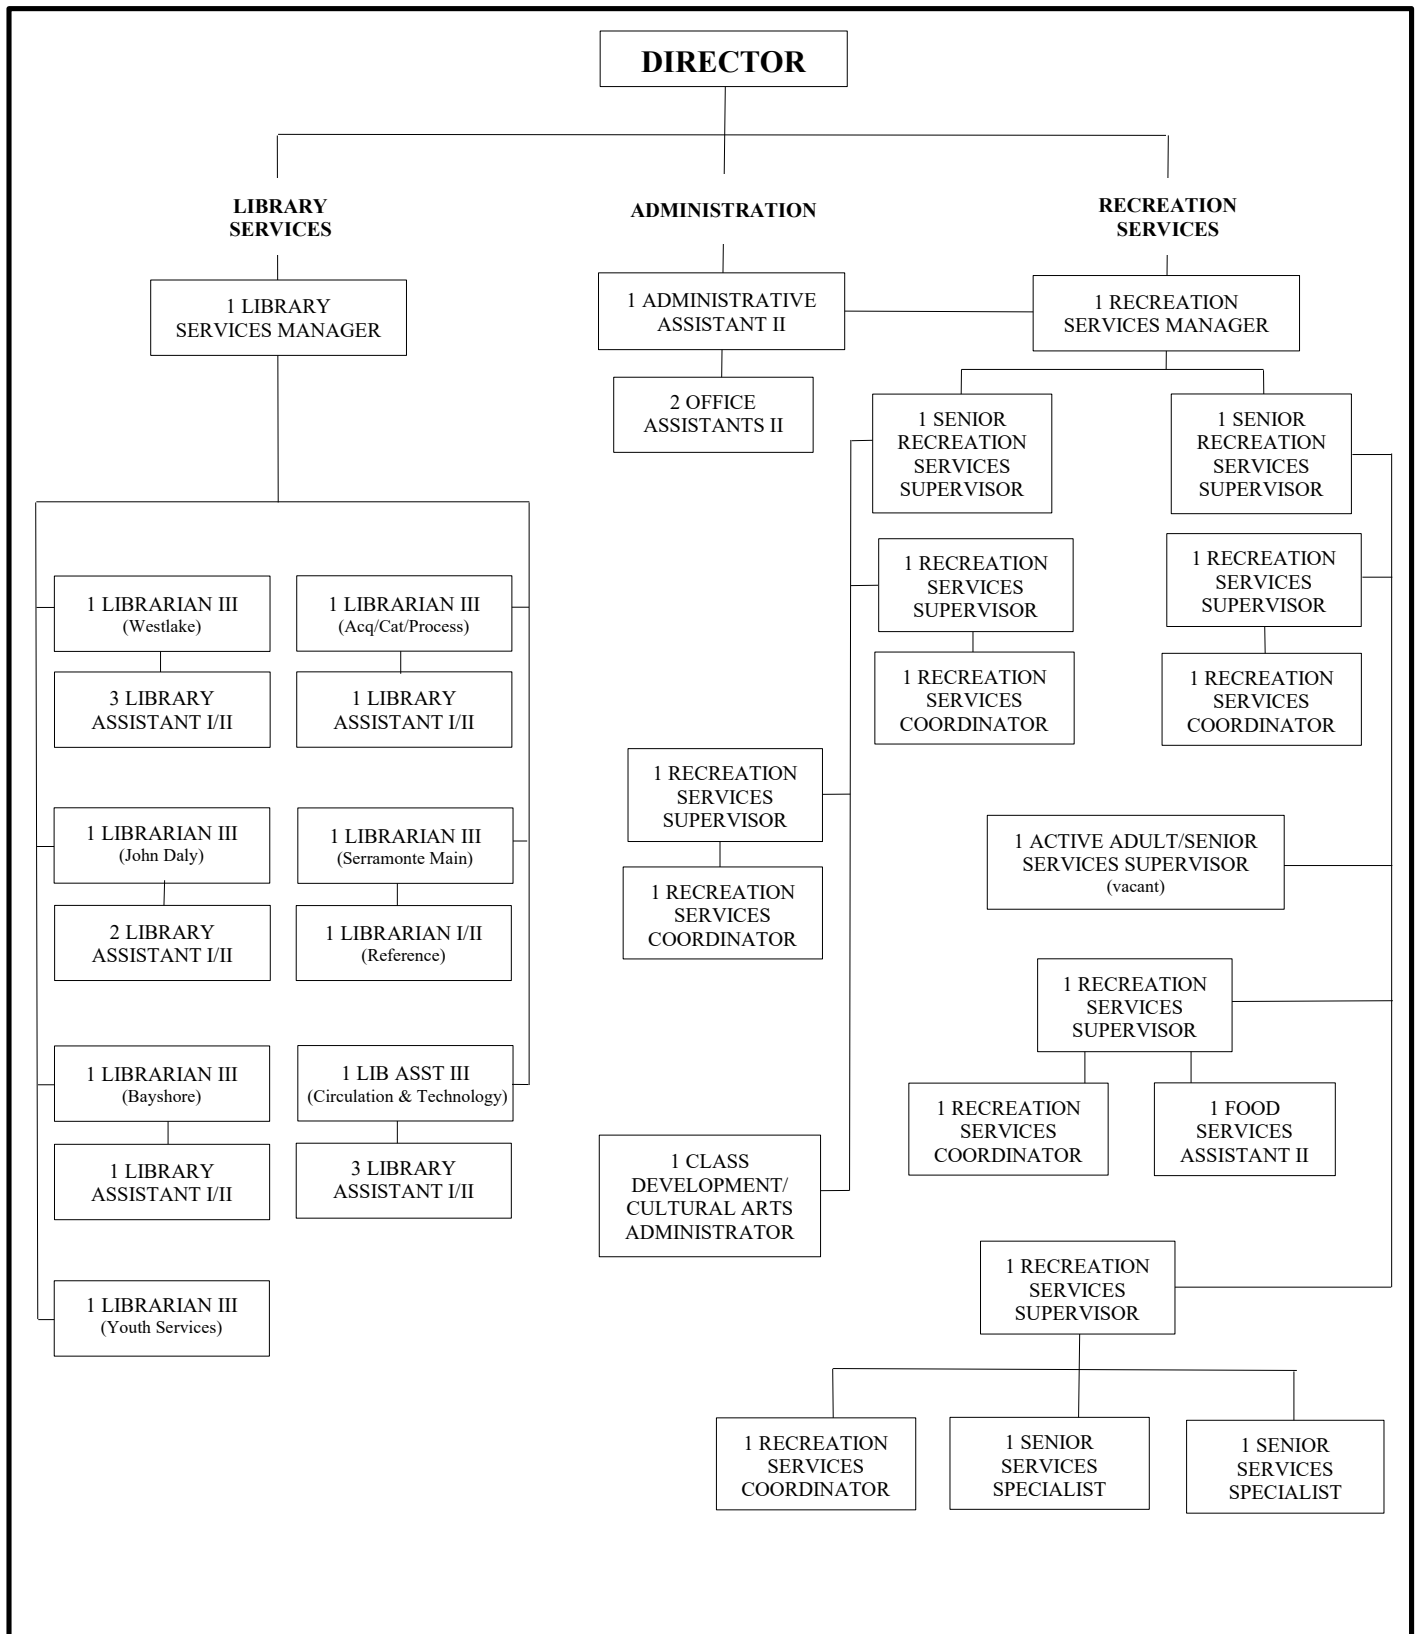 DIRECTOR
LIBRARY
SERVICES
ADMINISTRATION
RECREATION
SERVICES
1 LIBRARY
SERVICES MANAGER
1 ADMINISTRATIVE
ASSISTANT II
1 RECREATION
SERVICES MANAGER
2 OFFICE
ASSISTANTS II
1 SENIOR
RECREATION
SERVICES
SUPERVISOR
1 SENIOR
RECREATION
SERVICES
SUPERVISOR
1 RECREATION
SERVICES
SUPERVISOR
1 RECREATION
SERVICES
SUPERVISOR
1 LIBRARIAN III
(Westlake)
1 LIBRARIAN III
(Acq/Cat/Process)
3 LIBRARY
ASSISTANT I/II
1 LIBRARY
ASSISTANT I/II
1 RECREATION
SERVICES
COORDINATOR
1 RECREATION
SERVICES
COORDINATOR
1 RECREATION
SERVICES
SUPERVISOR
1 LIBRARIAN III
(John Daly)
1 LIBRARIAN III
(Serramonte Main)
1 ACTIVE ADULT/SENIOR
SERVICES SUPERVISOR
(vacant)
1 RECREATION
SERVICES
COORDINATOR
2 LIBRARY
ASSISTANT I/II
1 LIBRARIAN I/II
(Reference)
1 RECREATION
SERVICES
SUPERVISOR
1 LIBRARIAN III
(Bayshore)
1 LIB ASST III
(Circulation & Technology)
1 RECREATION
SERVICES
COORDINATOR
1 FOOD
SERVICES
ASSISTANT II
1 LIBRARY
ASSISTANT I/II
3 LIBRARY
ASSISTANT I/II
1 CLASS
DEVELOPMENT/
CULTURAL ARTS
ADMINISTRATOR
1 RECREATION
SERVICES
SUPERVISOR
1 LIBRARIAN III
(Youth Services)
1 RECREATION
SERVICES
COORDINATOR
1 SENIOR
SERVICES
SPECIALIST
1 SENIOR
SERVICES
SPECIALIST